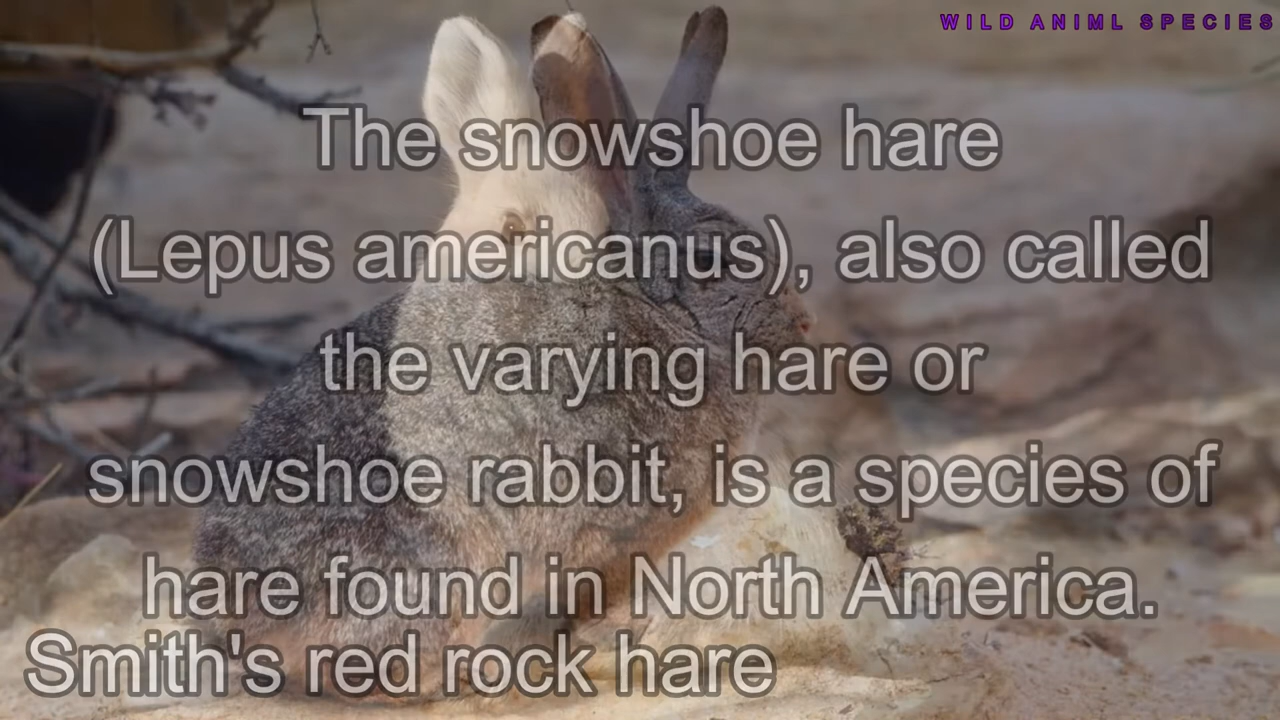 WILD ANIML SPECIES
The snowshoe hare
(Lepus americanus), also called
the varying hare or
snowshoe rabbit, is a species of
hare found in North America.
Smith's red rock hare